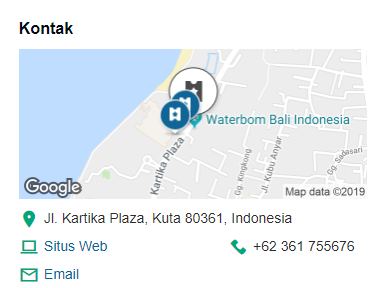 Kontak
Waterbom Bali Indonesia
Kartika Plaza
Gg. Kingkong
Jl. Kubu Anyar
Gg. Sadasari
Google
Map data ©2019
Jl. Kartika Plaza, Kuta 80361, Indonesia
Situs Web
+62 361 755676
Email